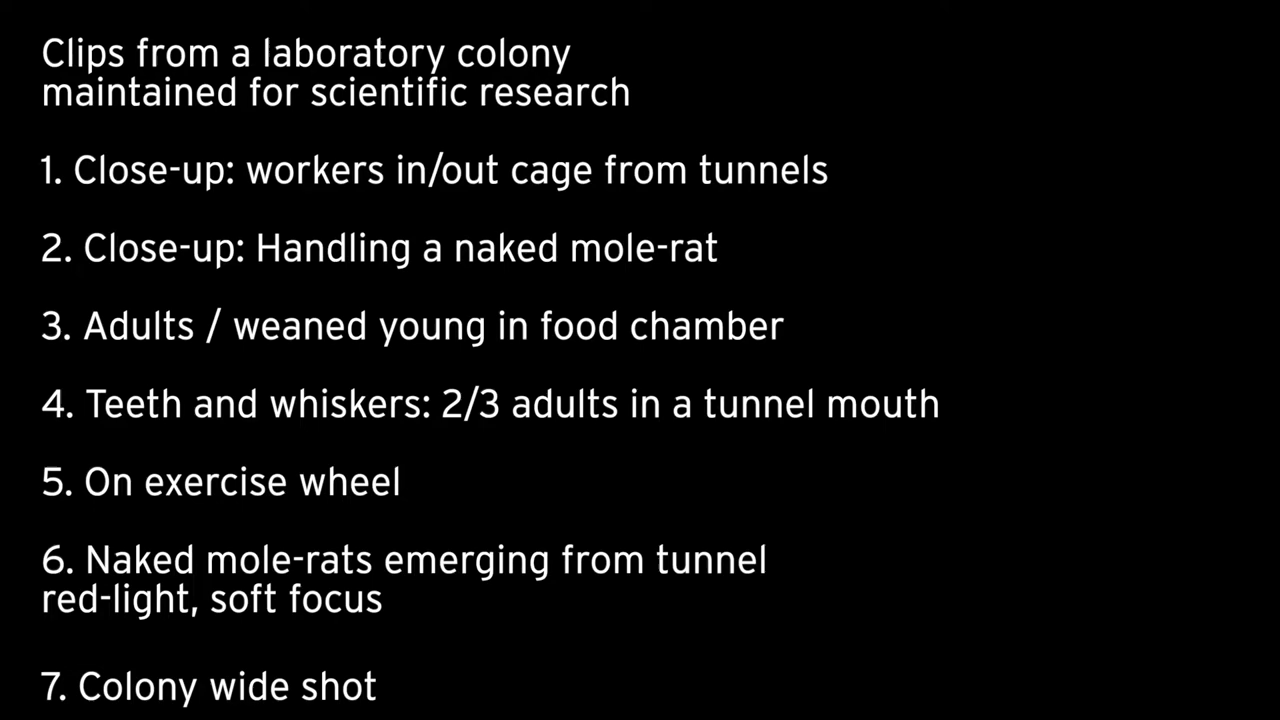 Clips from a laboratory colony
maintained for scientific research
1. Close-up: workers in/out cage from tunnels
2. Close-up: Handling a naked mole-rat
3. Adults / weaned young in food chamber
4. Teeth and whiskers: 2/3 adults in a tunnel mouth
5. On exercise wheel
6. Naked mole-rats emerging from tunnel
red-light, soft focus
7. Colony wide shot